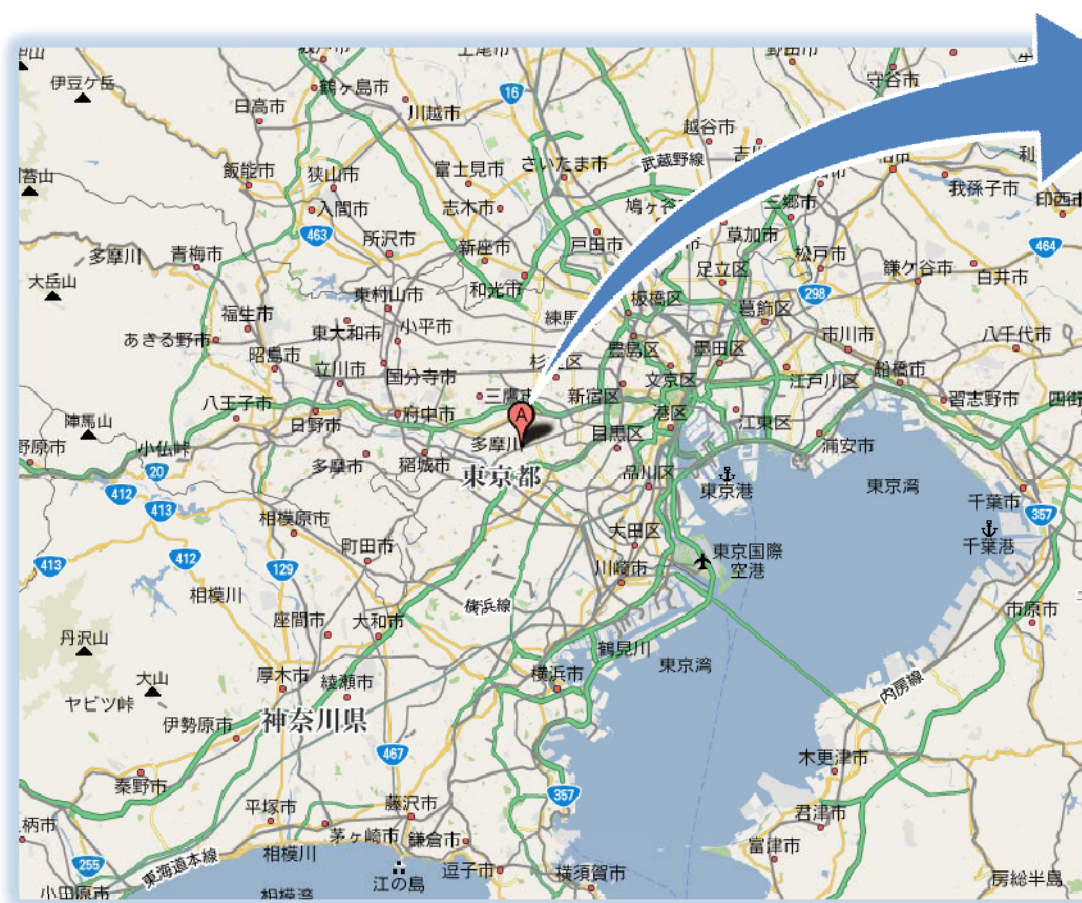 伊豆ケ岳
鶴ヶ島市
16
守谷市
日高市
川越市
越谷市
富士見市
さいたま市
武蔵野線
飯能市
狭山市
我孫子市
入間市
志木市
三郷市
印西市
463
所沢市
新座市
戸田市
草加市
464
多摩川
青梅市
松戸市
鎌ケ谷市
白井市
大岳山
和光市
足立区
東村山市
板橋区
298
葛飾区
福生市
東大和市
小平市
市川市
八千代市
あきる野市
昭島市
豊島区
墨田区
船橋市
立川市
国分寺市
文京区
江戸川区
新宿区
習志野市
八王子市
府中市
港区
陣馬山
日野市
江東区
目黒区
浦安市
小仏峠
多摩川
多摩市
稲城市
20
東京都
品川区
東京港
東京湾
412
413
千葉市
357
相模原市
大田区
千葉港
町田市
東京国際
空港
413
412
129
川崎市
相模川
横浜線
座間市
大和市
市原市
丹沢山
鶴見川
東京湾
大山
厚木市
綾瀬市
横浜市
内房線
ヤビツ峠
伊勢原市
神奈川県
467
木更津市
秦野市
357
平塚市
藤沢市
君津市
茅ヶ崎市
鎌倉市
富津市
255
東海道本線
相模川
江の島
逗子市
横須賀市
房総半島
小田原市
相模湾
A